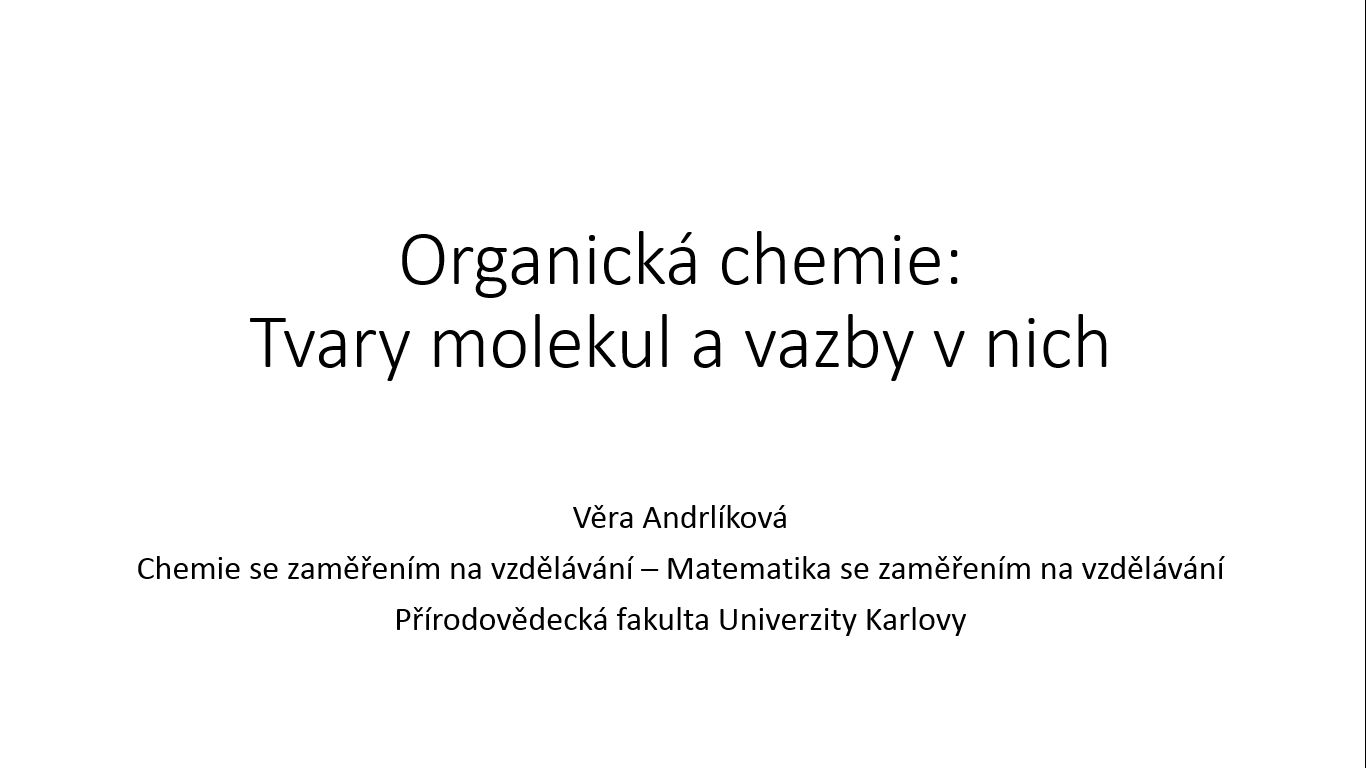 Organická chemie:
Tvary molekul a vazby v nich
Věra Andrlíková
Chemie se zaměřením na vzdělávání – Matematika se zaměřením na vzdělávání
Přírodovědecká fakulta Univerzity Karlovy